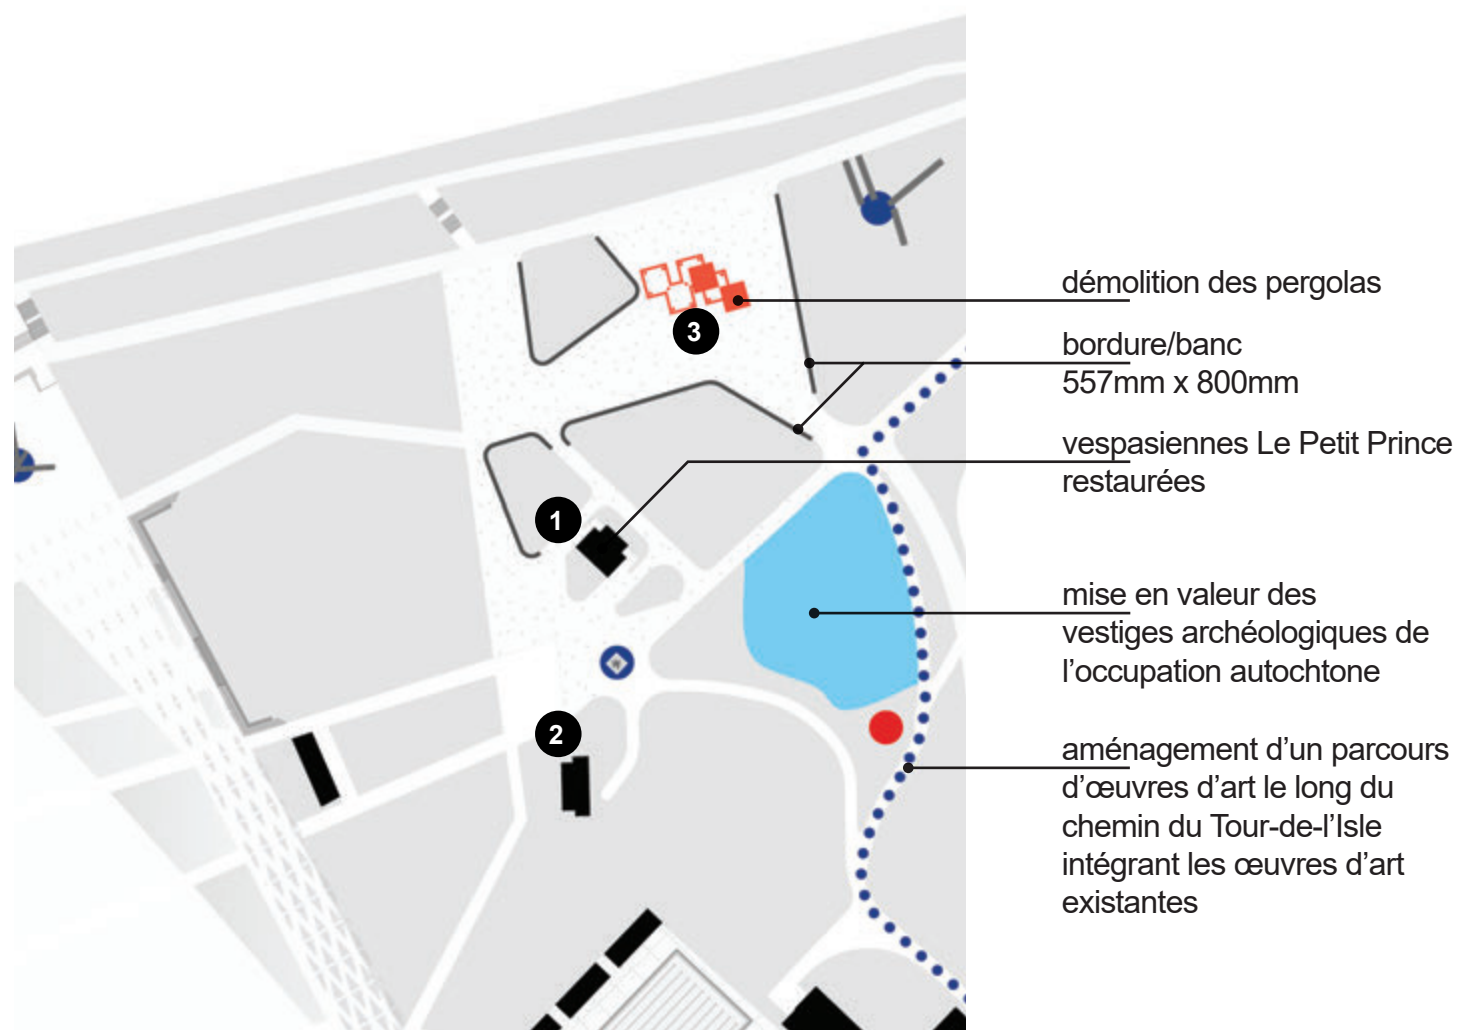 démolition des pergolas
bordure/banc
557mm x 800mm
vespasiennes Le Petit Prince
restaurées
mise en valeur des
vestiges archéologiques de
l’occupation autochtone
aménagement d’un parcours
d’œuvres d’art le long du
chemin du Tour-de-l’Isle
intégrant les œuvres d’art
existantes
3
1
2